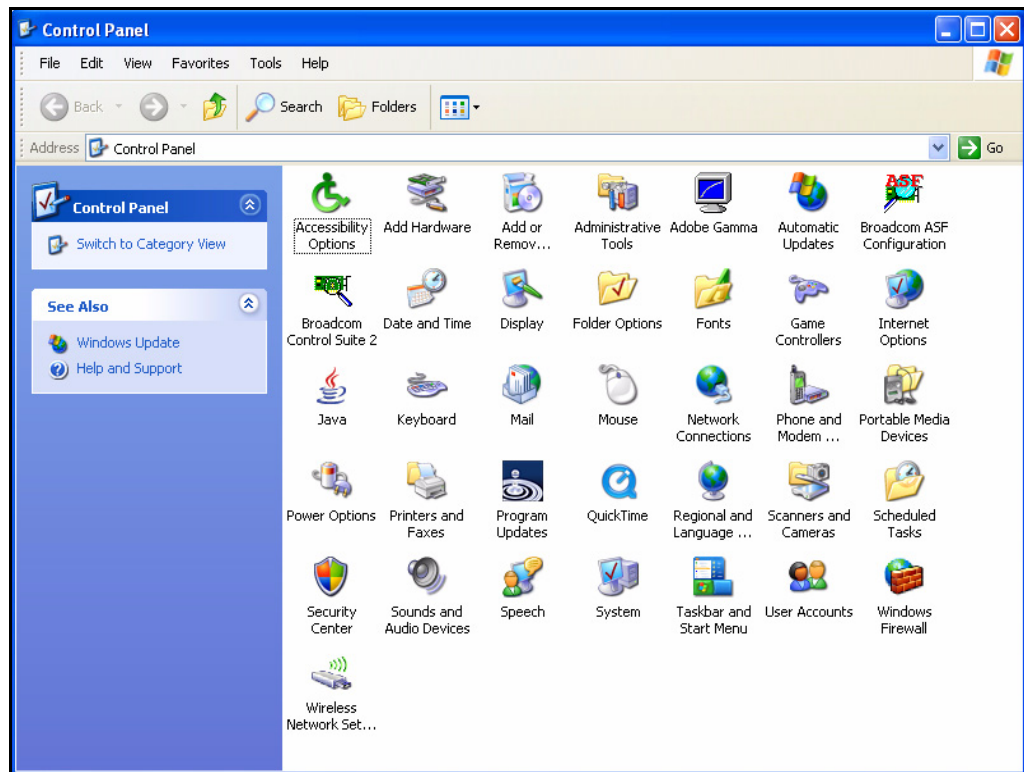 Control Panel
File Edit View Favorites Tools Help
Back Search Folders
Address Control Panel Go
Control Panel
Switch to Category View
See Also
Windows Update
Help and Support
Accessibility Options
Add Hardware
Add or Remov...
Administrative Tools
Adobe Gamma
Automatic Updates
ASF
Broadcom ASF Configuration
Broadcom Control Suite 2
Date and Time
Display
Folder Options
Fonts
Game Controllers
Internet Options
Java
Keyboard
Mail
Mouse
Network Connections
Phone and Modem ...
Portable Media Devices
Power Options
Printers and Faxes
Program Updates
QuickTime
Regional and Language ...
Scanners and Cameras
Scheduled Tasks
Security Center
Sounds and Audio Devices
Speech
System
Taskbar and Start Menu
User Accounts
Windows Firewall
Wireless Network Set...